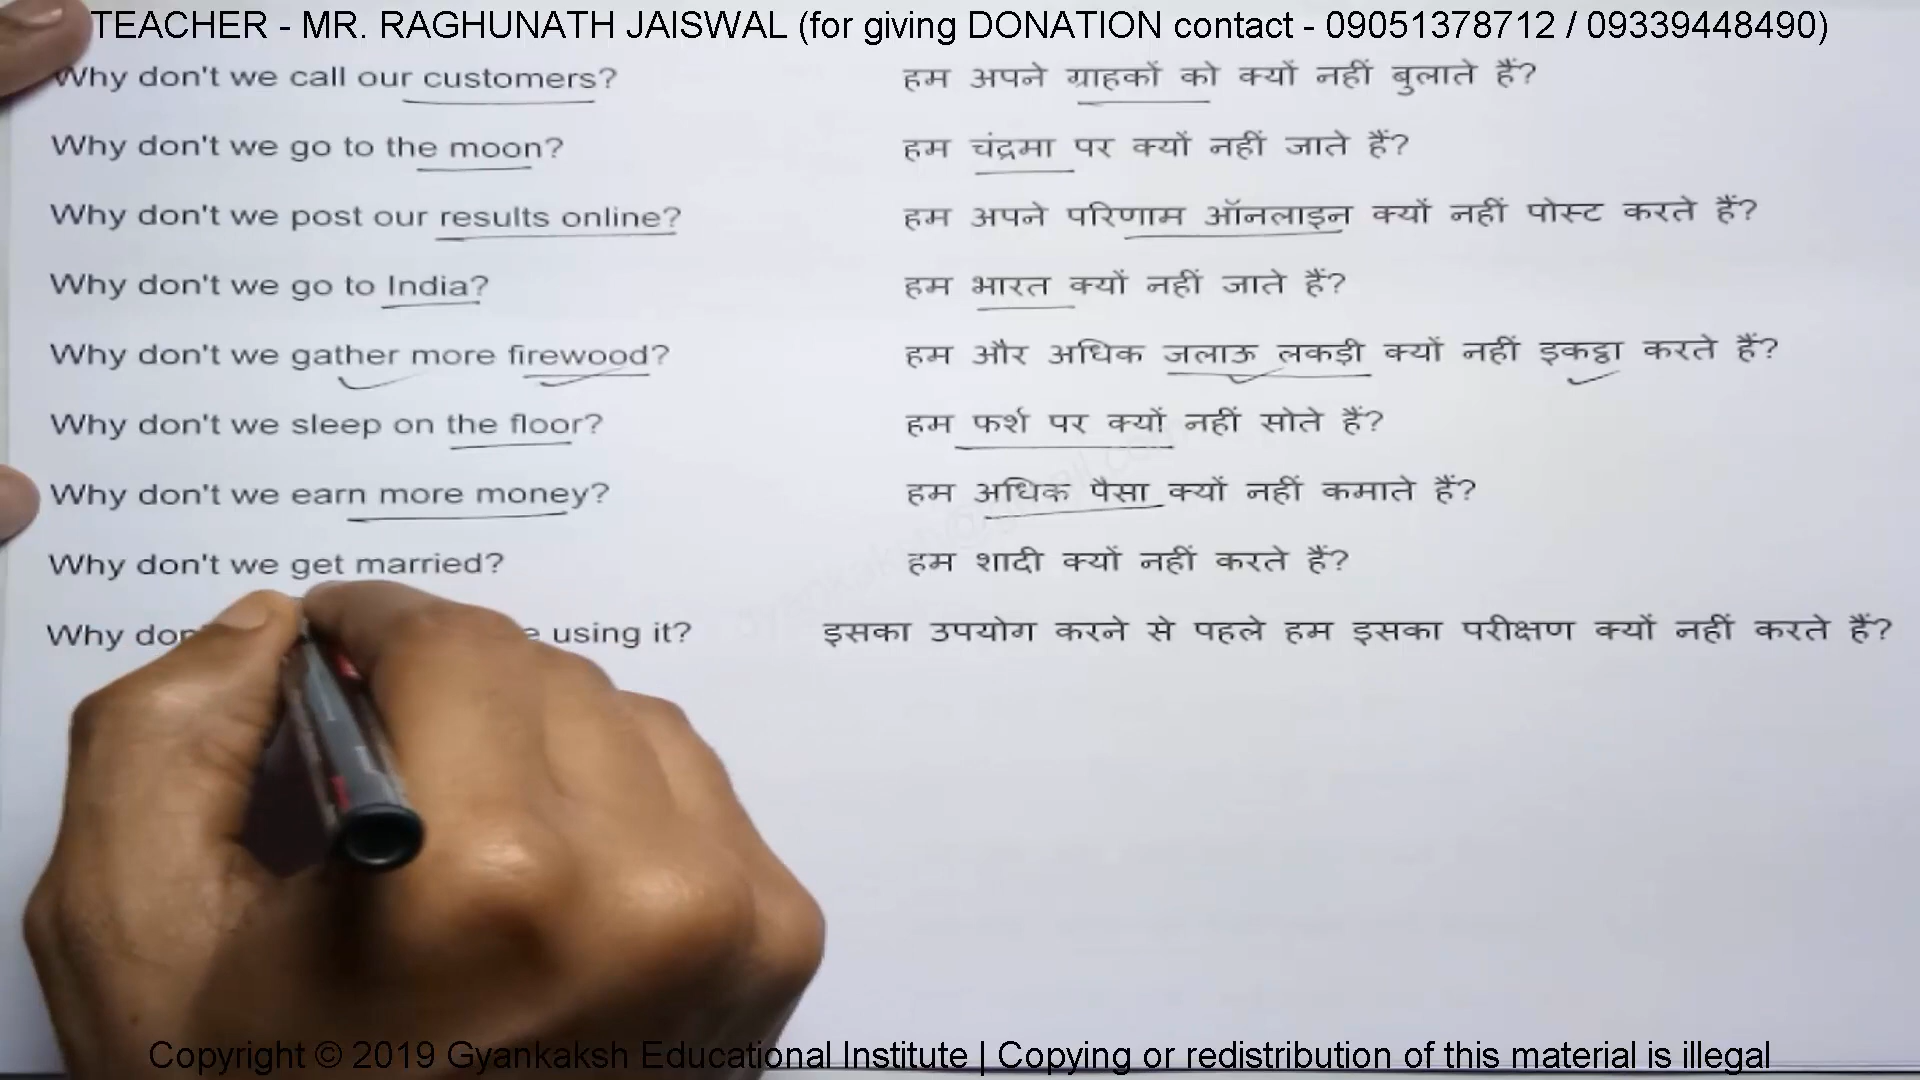 TEACHER - MR. RAGHUNATH JAISWAL (for giving DONATION contact - 09051378712 / 09339448490)
Why don't we call our customers? हम अपने ग्राहकों को क्यों नहीं बुलाते हैं?
Why don't we go to the moon? हम चंद्रमा पर क्यों नहीं जाते हैं?
Why don't we post our results online? हम अपने परिणाम ऑनलाइन क्यों नहीं पोस्ट करते हैं?
Why don't we go to India? हम भारत क्यों नहीं जाते हैं?
Why don't we gather more firewood? हम और अधिक जलाऊ लकड़ी क्यों नहीं इकट्ठा करते हैं?
Why don't we sleep on the floor? हम फर्श पर क्यों नहीं सोते हैं?
Why don't we earn more money? हम अधिक पैसा क्यों नहीं कमाते हैं?
Why don't we get married? हम शादी क्यों नहीं करते हैं?
Why using it? इसका उपयोग करने से पहले हम इसका परीक्षण क्यों नहीं करते हैं?
Copyright © 2019 Gyankaksh Educational Institute | Copying or redistribution of this material is illegal